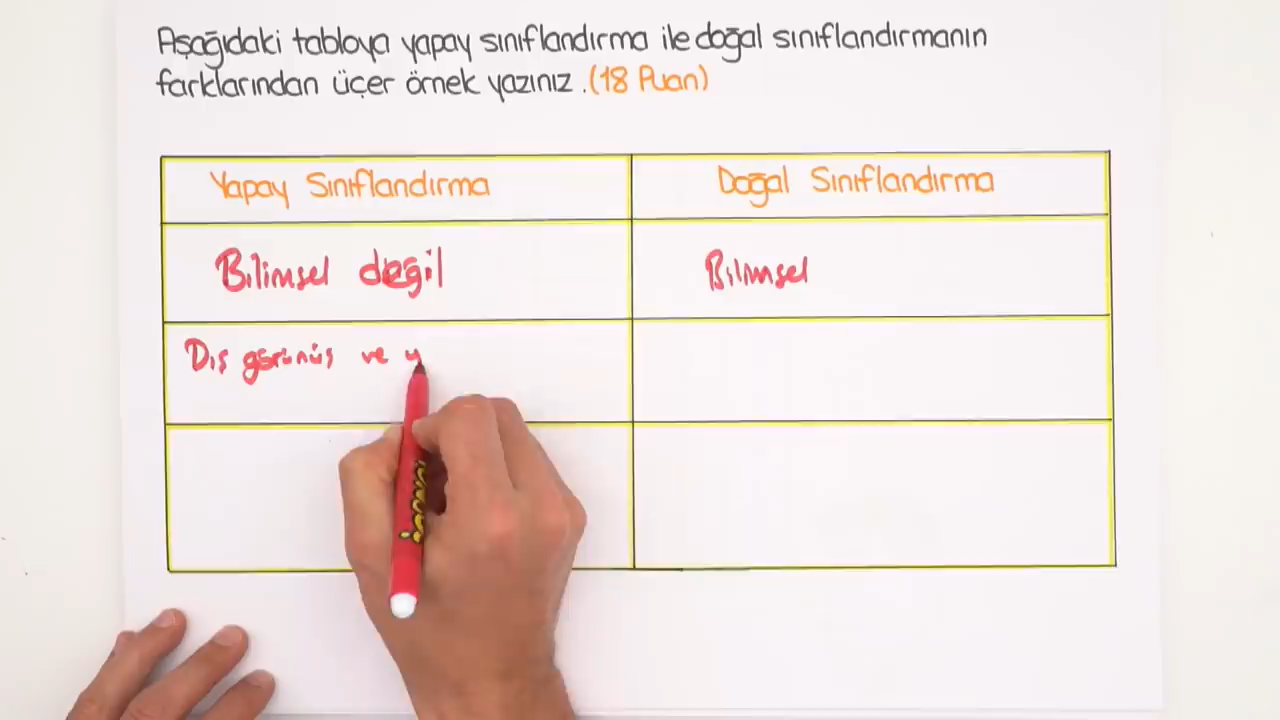 Aşağıdaki tabloya yapay sınıflandırma ile doğal sınıflandırmanın
farklarından üçer örnek yazınız. (18 Puan)
Yapay Sınıflandırma
Doğal Sınıflandırma
Bilimsel değil
Bilimsel
Dış görünüş ve y